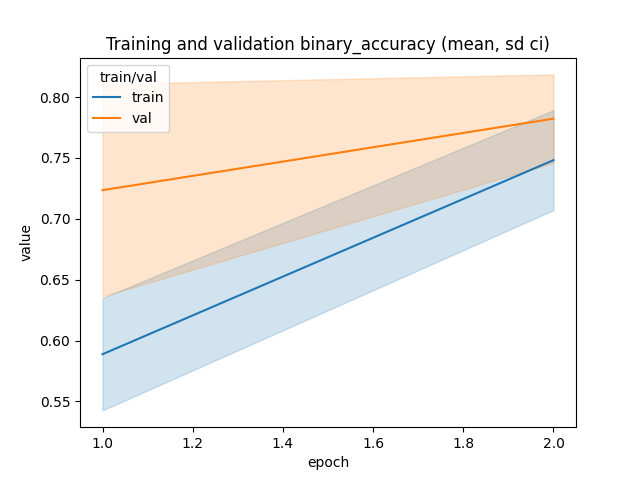 Training and validation binary_accuracy (mean, sd ci)
train/val
train
val
value
0.80
0.75
0.70
0.65
0.60
0.55
1.0 1.2 1.4 1.6 1.8 2.0
epoch